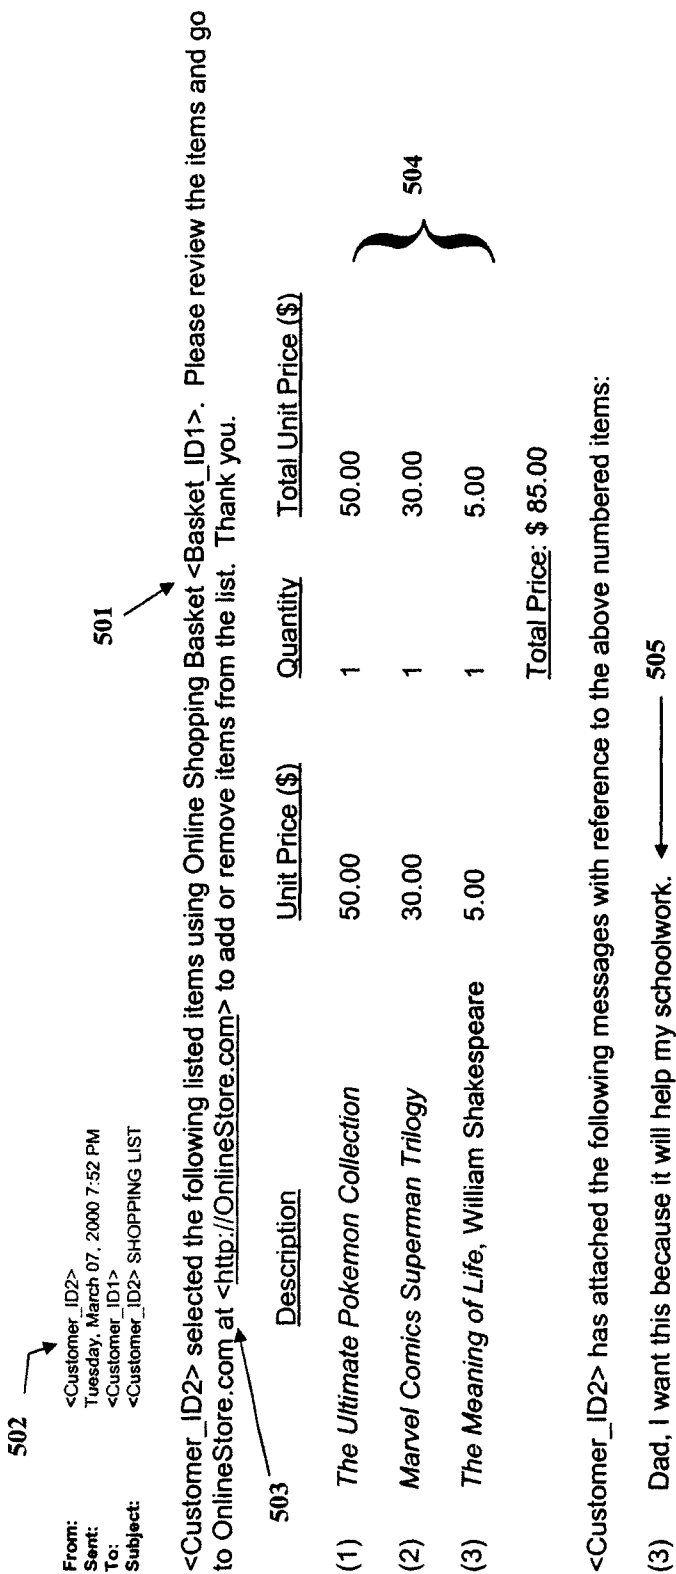 502
From: <Customer_ID2>
Sent: Tuesday, March 07, 2000 7:52 PM
To: <Customer_ID1>
Subject: <Customer_ID2> SHOPPING LIST
501
<Customer_ID2> selected the following listed items using Online Shopping Basket <Basket_ID1>. Please review the items and go
to OnlineStore.com at <http://OnlineStore.com> to add or remove items from the list. Thank you.
503
Description Unit Price ($) Quantity Total Unit Price ($)
(1) The Ultimate Pokemon Collection 50.00 1 50.00
(2) Marvel Comics Superman Trilogy 30.00 1 30.00
(3) The Meaning of Life, William Shakespeare 5.00 1 5.00
504
Total Price: $ 85.00
<Customer_ID2> has attached the following messages with reference to the above numbered items:
(3) Dad, I want this because it will help my schoolwork. 505